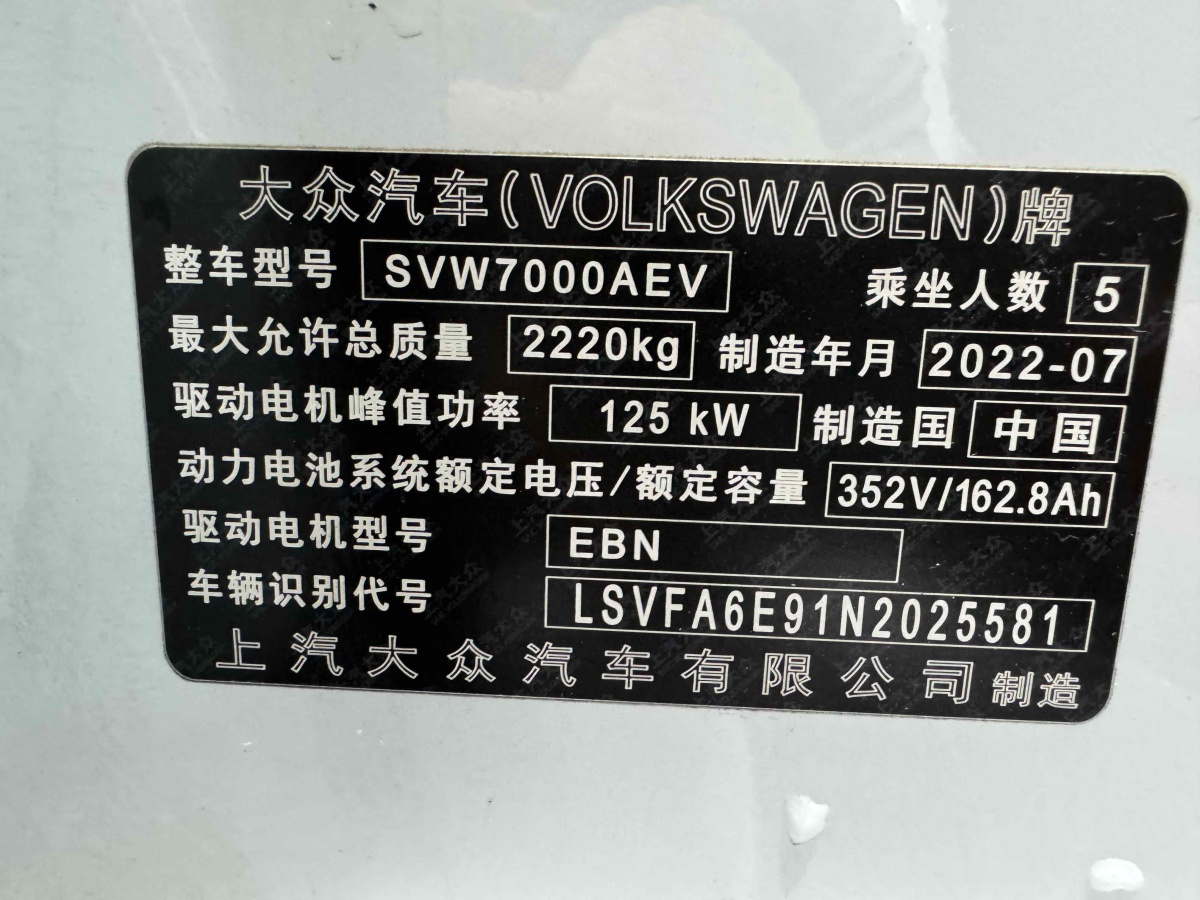 大众汽车(VOLKSWAGEN)牌
整车型号 SVW7000AEV 乘坐人数 5
最大允许总质量 2220kg 制造年月 2022-07
驱动电机峰值功率 125 kW 制造国 中国
动力电池系统额定电压/额定容量 352V/162.8Ah
驱动电机型号 EBN
车辆识别代号 LSVFA6E91N2025581
上汽大众汽车有限公司 制造